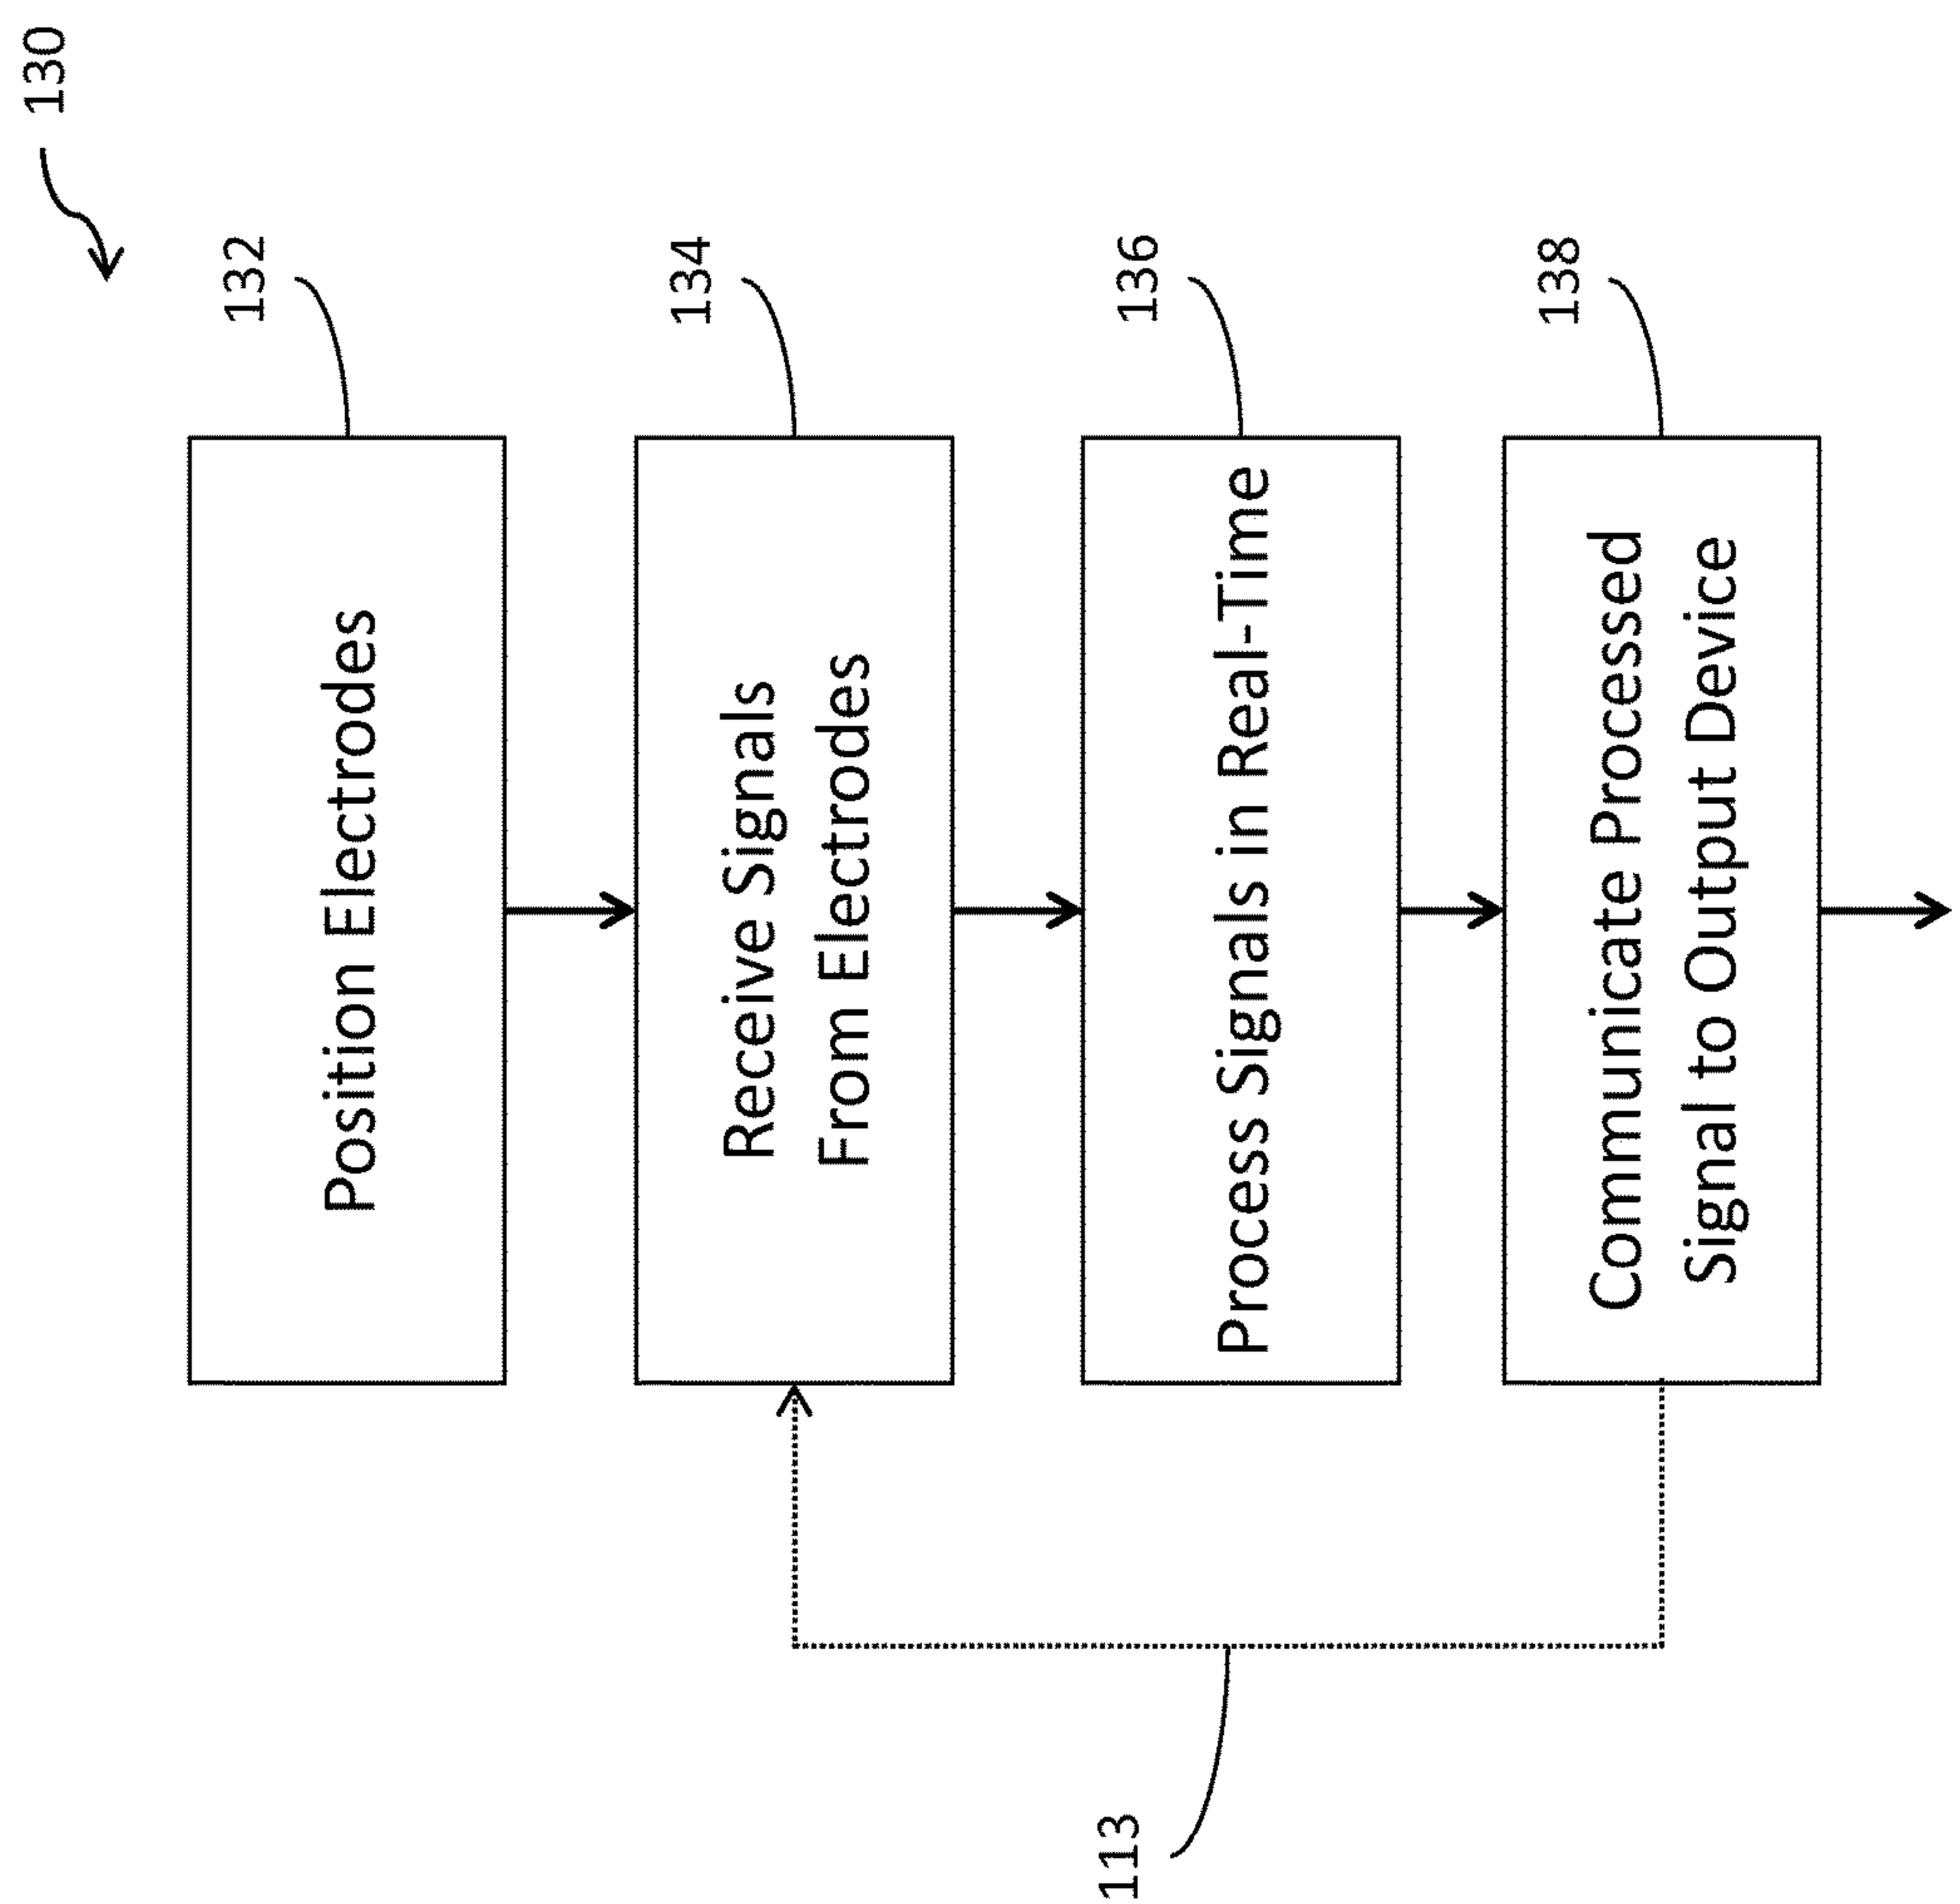 130
132
Position Electrodes
134
Receive Signals
From Electrodes
136
Process Signals in Real-Time
138
Communicate Processed
Signal to Output Device
113